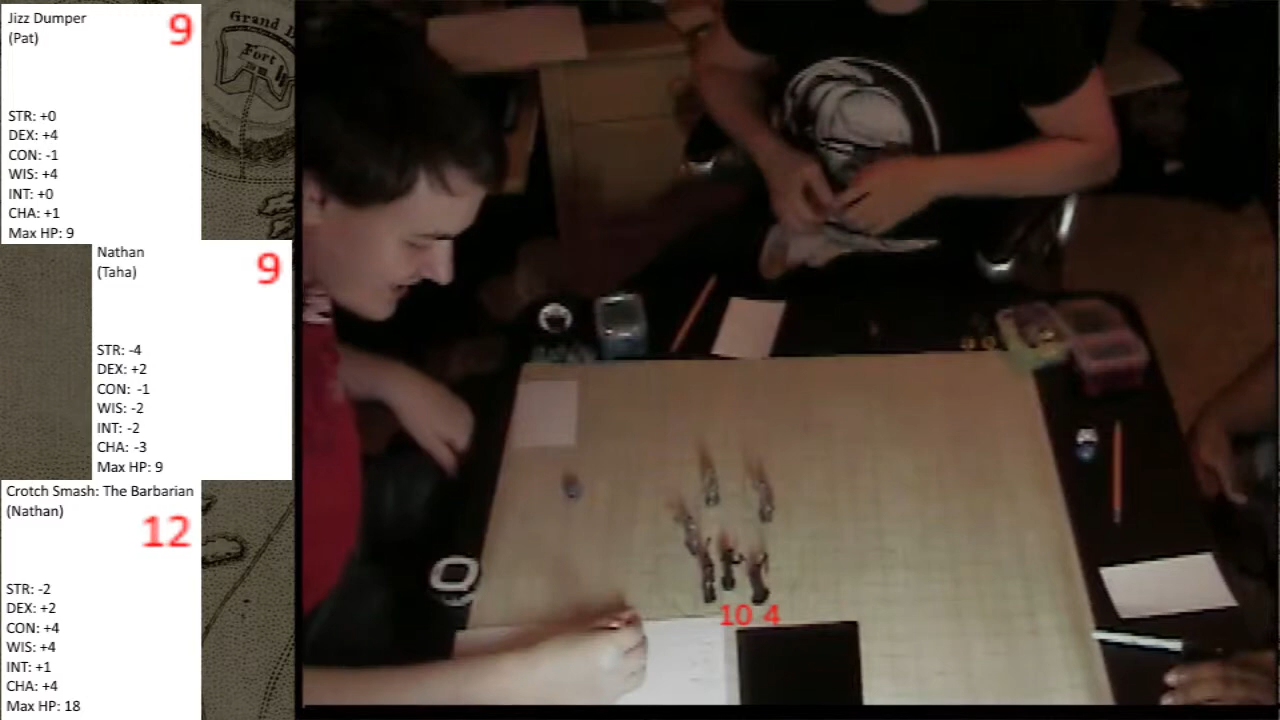 Jizz Dumper
(Pat)
9
STR: +0
DEX: +4
CON: -1
WIS: +4
INT: +0
CHA: +1
Max HP: 9
Grand
Fort
Nathan
(Taha)
9
STR: -4
DEX: +2
CON: -1
WIS: -2
INT: -2
CHA: -3
Max HP: 9
Crotch Smash: The Barbarian
(Nathan)
12
STR: -2
DEX: +2
CON: +4
WIS: +4
INT: +1
CHA: +4
Max HP: 18
10 4